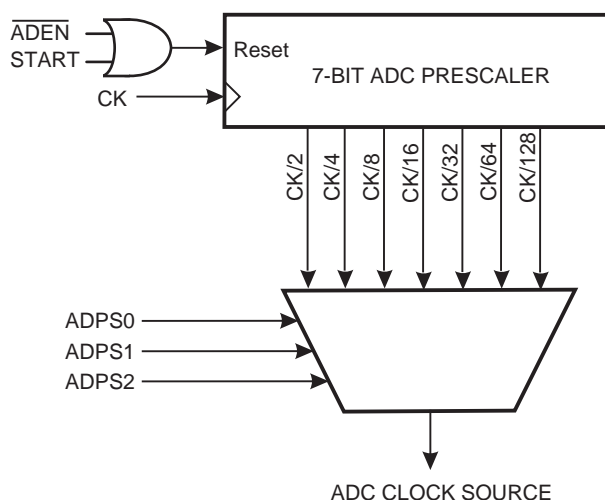 ADEN
START
Reset
7-BIT ADC PRESCALER
CK
CK/2
CK/4
CK/8
CK/16
CK/32
CK/64
CK/128
ADPS0
ADPS1
ADPS2
ADC CLOCK SOURCE